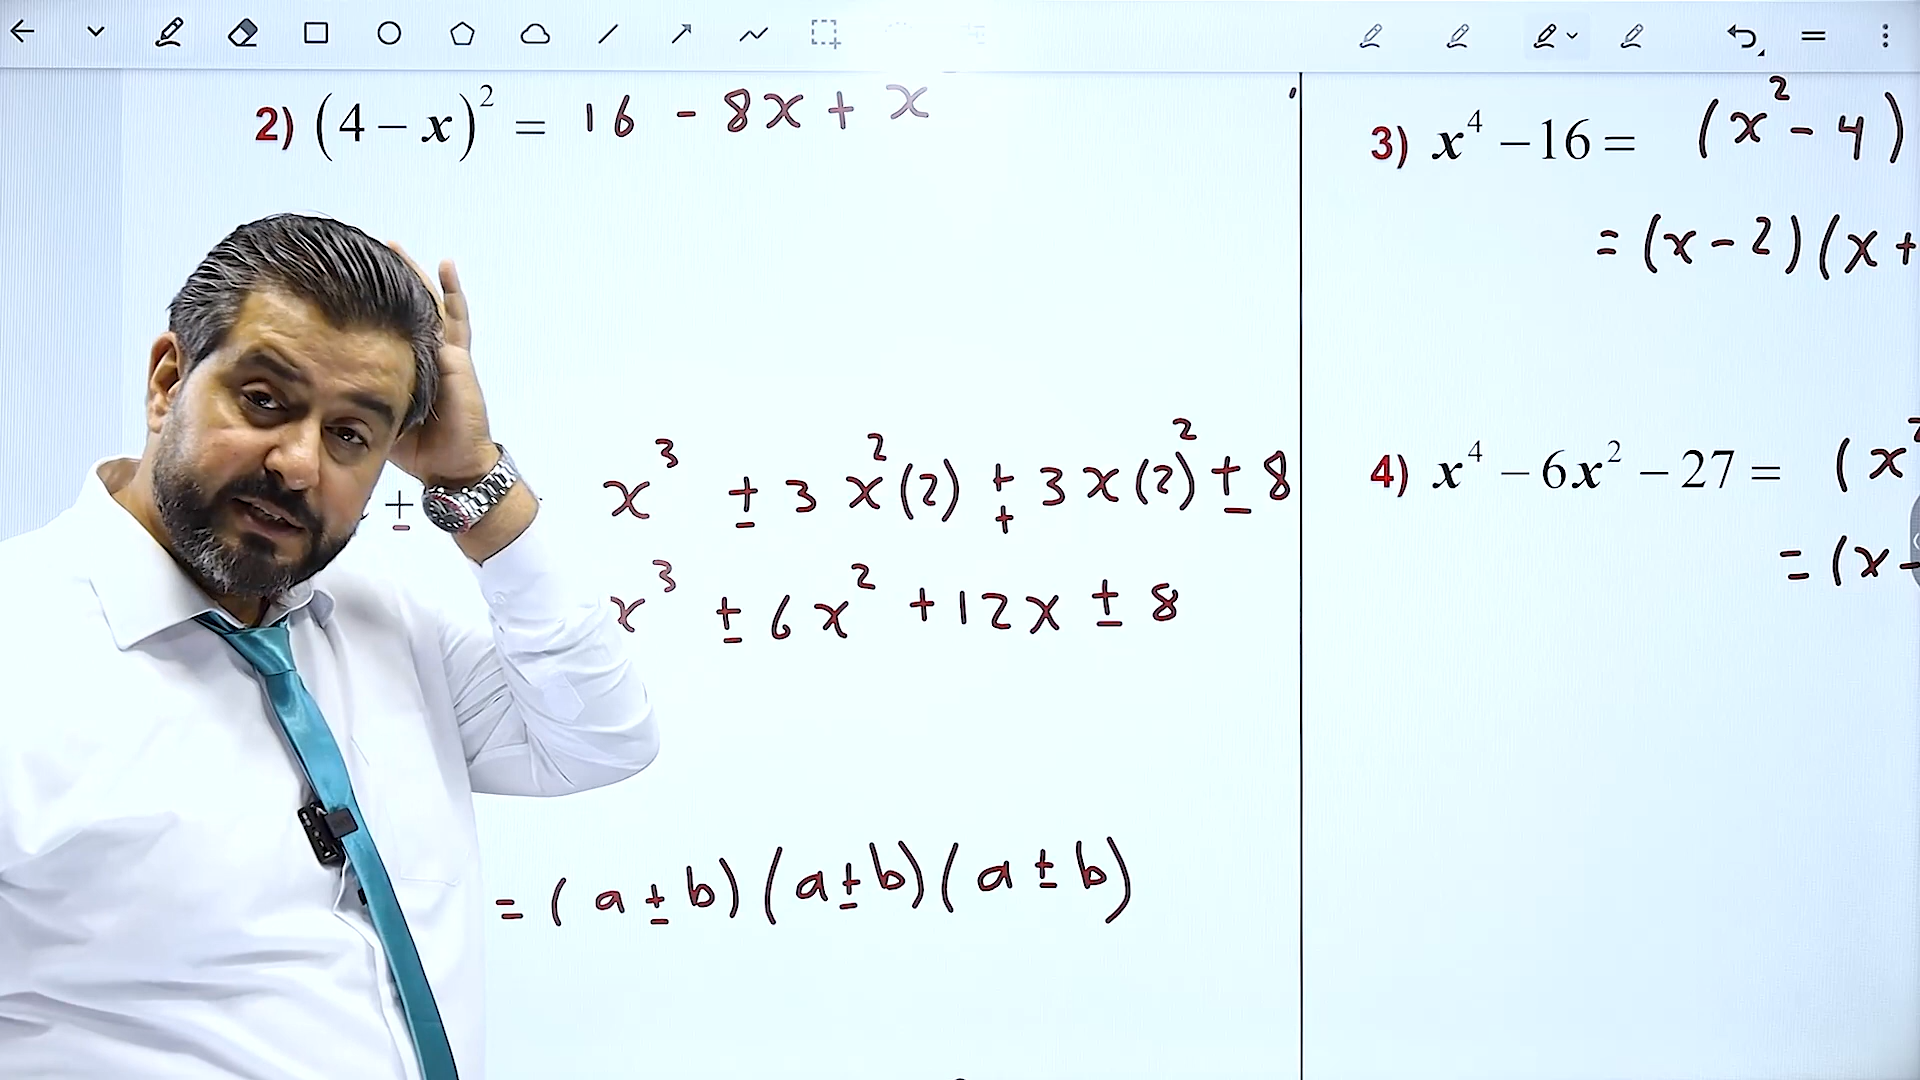 2) (4 − x)² = 16 - 8x + x
± x³ ± 3x²(2) ± 3x(2)² ± 8
x³ ± 6x² + 12x ± 8
= (a ± b)(a ± b)(a ± b)
3) x⁴ − 16 = (x² - 4)
= (x - 2)(x +
4) x⁴ − 6x² − 27 = (x²
= (x -